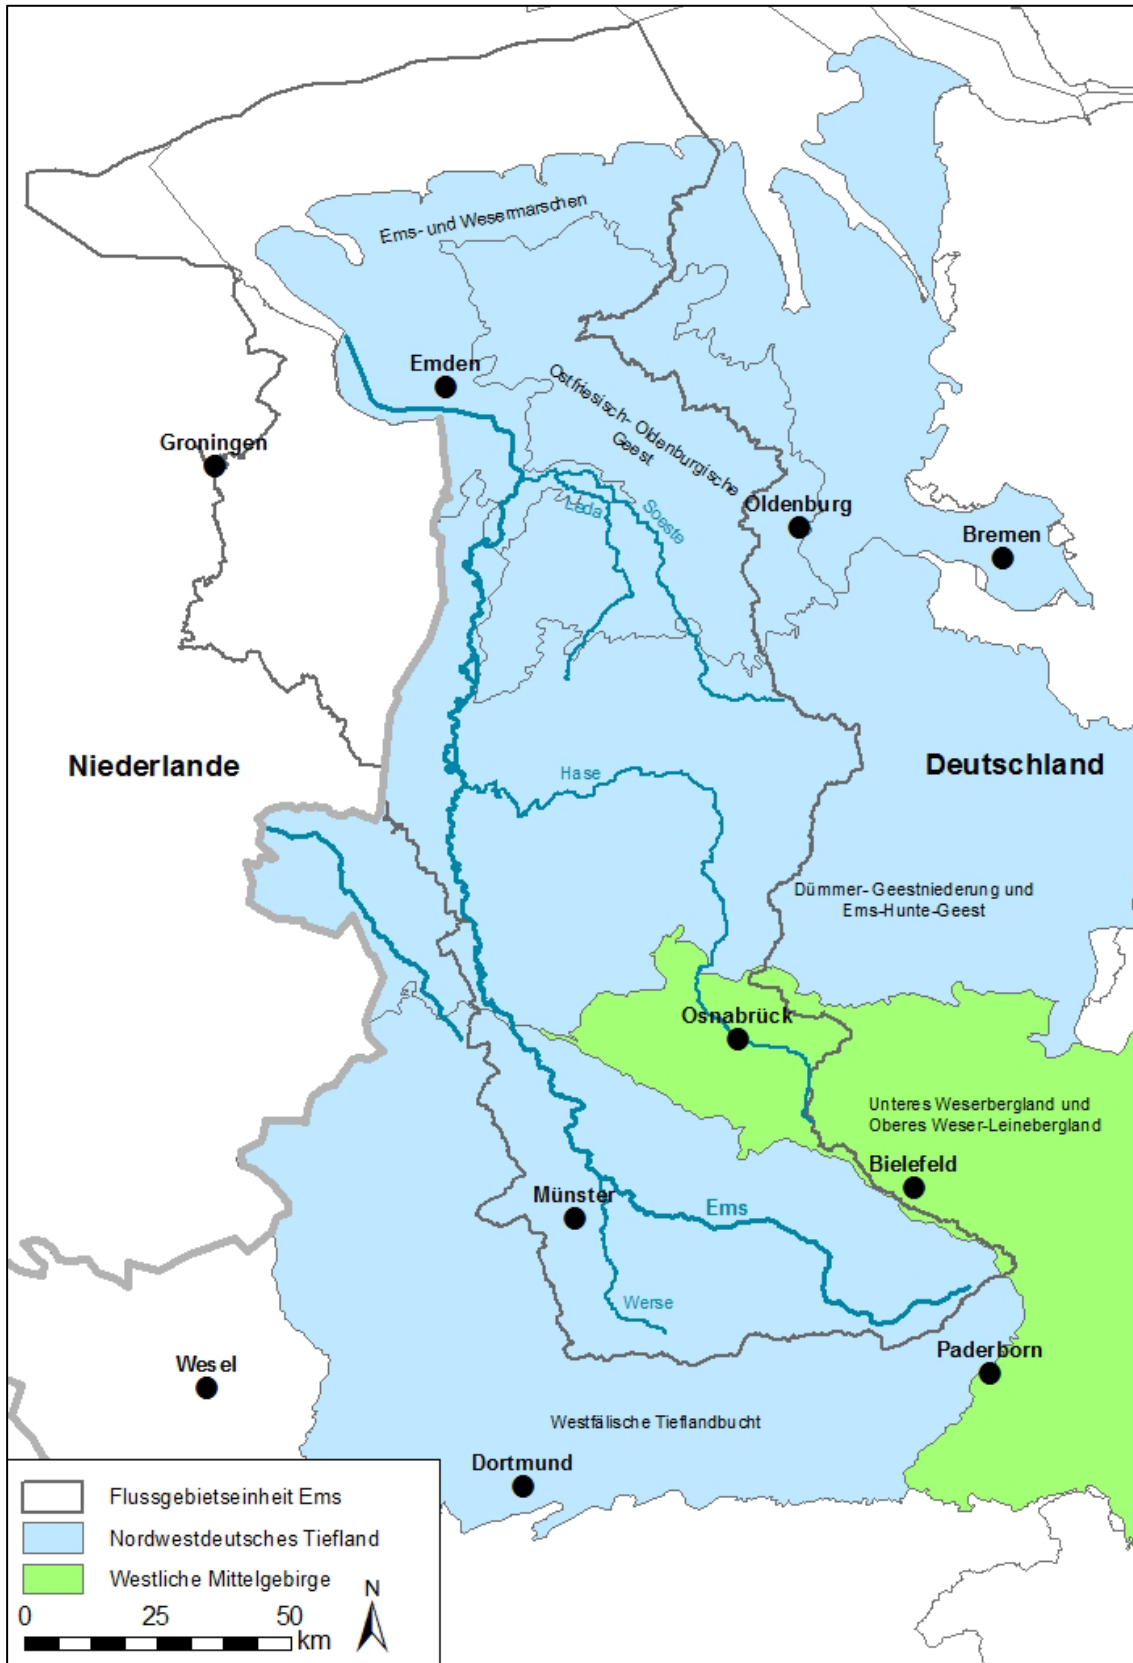 Ems- und Wesermarschen
Emden
Ostfriesisch- Oldenburgische
Geest
Groningen
Leda
Soeste
Oldenburg
Bremen
Niederlande
Hase
Deutschland
Dümmer- Geestniederung und
Ems-Hunte-Geest
Osnabrück
Unteres Weserbergland und
Oberes Weser-Leinebergland
Bielefeld
Münster
Ems
Werse
Wesel
Paderborn
Westfälische Tieflandbucht
Dortmund
Flussgebietseinheit Ems
Nordwestdeutsches Tiefland
Westliche Mittelgebirge
N
0 25 50
km